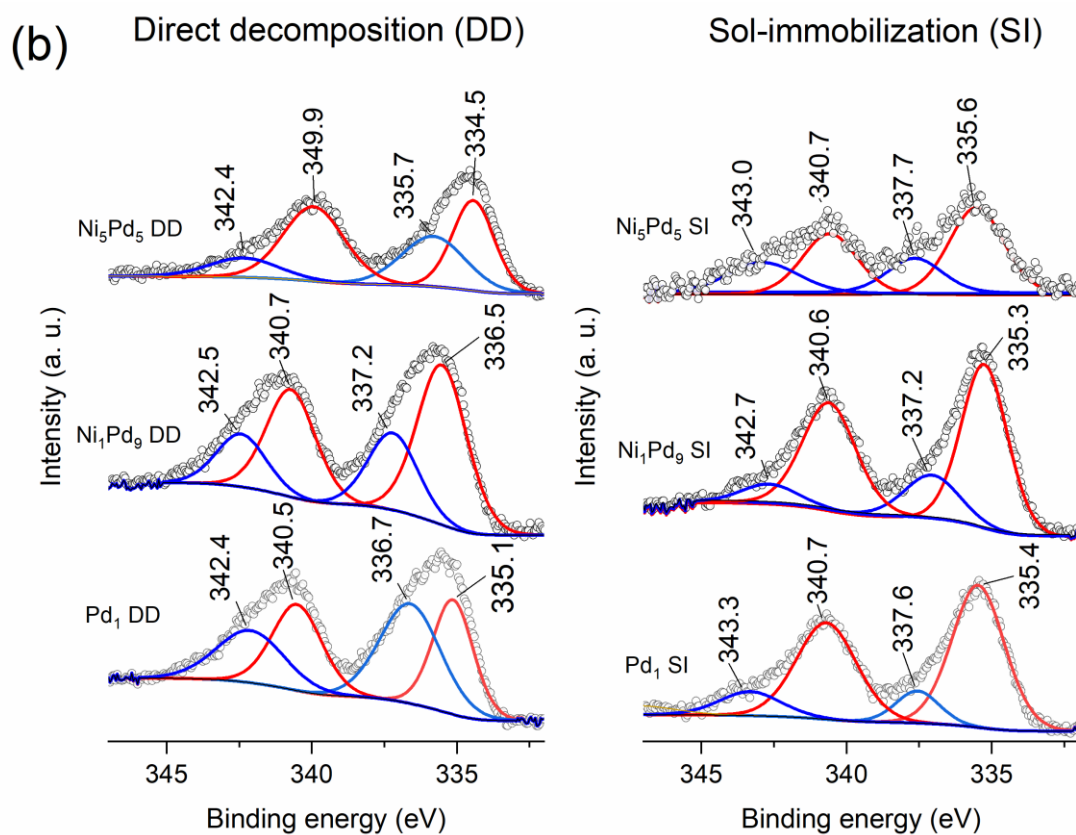 (b)
Direct decomposition (DD)
Sol-immobilization (SI)
Intensity (a. u.)
Ni₅Pd₅ DD
342.4
349.9
335.7
334.5
Ni₁Pd₉ DD
342.5
340.7
337.2
336.5
Pd₁ DD
342.4
340.5
336.7
335.1
345
340
335
Binding energy (eV)
Intensity (a. u.)
Ni₅Pd₅ SI
343.0
340.7
337.7
335.6
Ni₁Pd₉ SI
342.7
340.6
337.2
335.3
Pd₁ SI
343.3
340.7
337.6
335.4
345
340
335
Binding energy (eV)